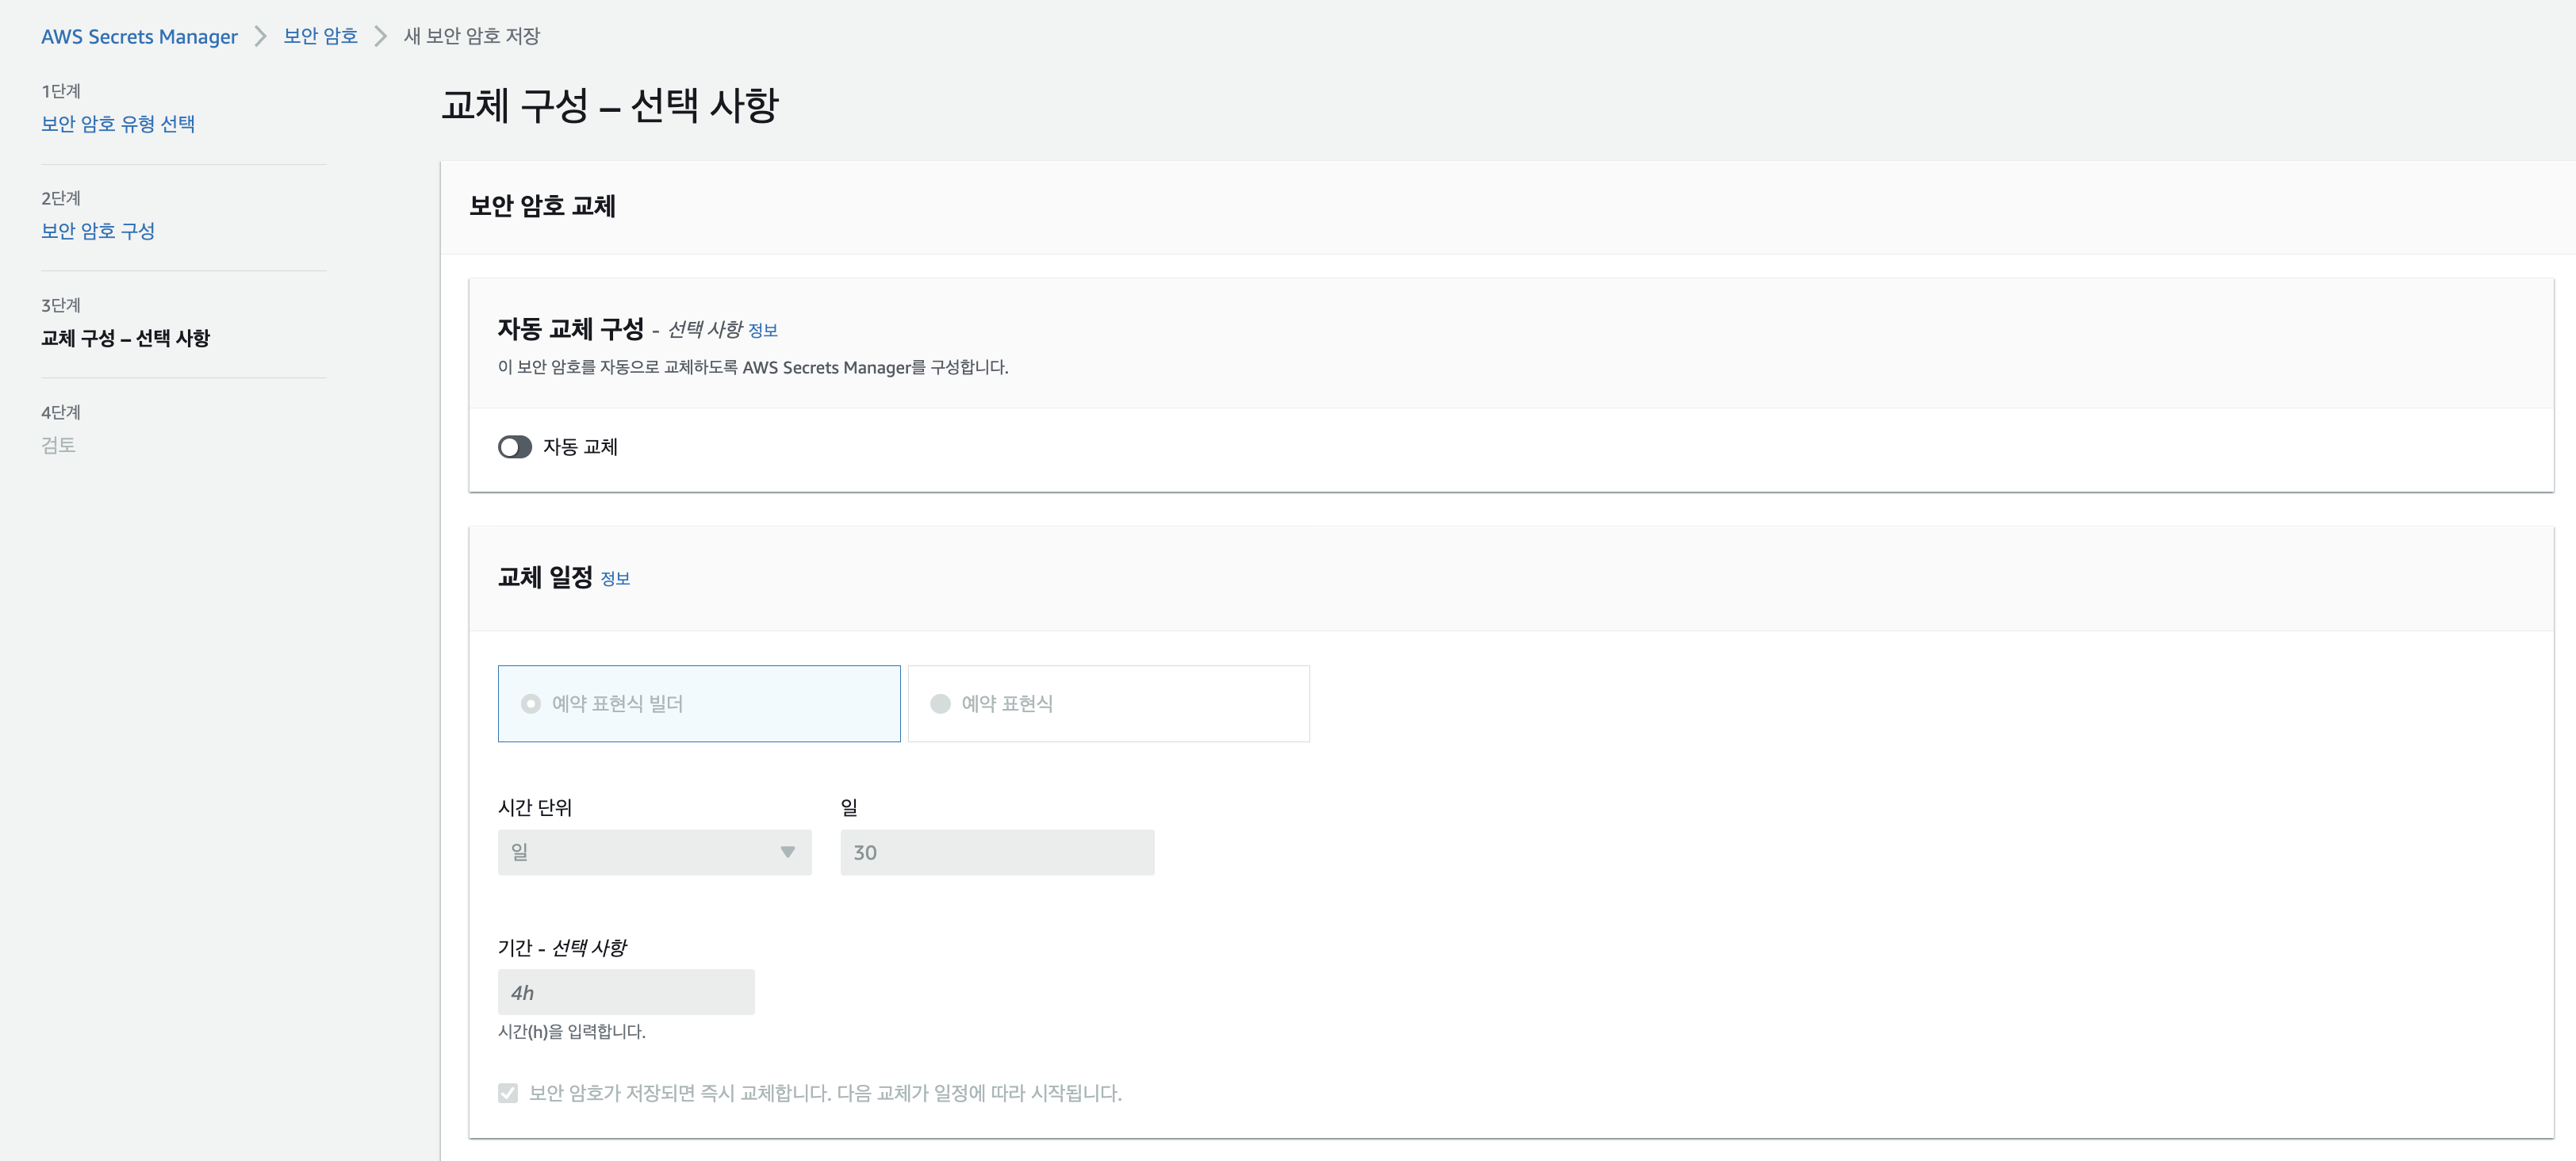 AWS Secrets Manager > 보안 암호 > 새 보안 암호 저장
1단계
보안 암호 유형 선택
2단계
보안 암호 구성
3단계
교체 구성 – 선택 사항
4단계
검토
교체 구성 – 선택 사항
보안 암호 교체
자동 교체 구성 - 선택 사항 정보
이 보안 암호를 자동으로 교체하도록 AWS Secrets Manager를 구성합니다.
자동 교체
교체 일정 정보
예약 표현식 빌더 예약 표현식
시간 단위 일
일 30
기간 - 선택 사항
4h
시간(h)을 입력합니다.
보안 암호가 저장되면 즉시 교체합니다. 다음 교체가 일정에 따라 시작됩니다.